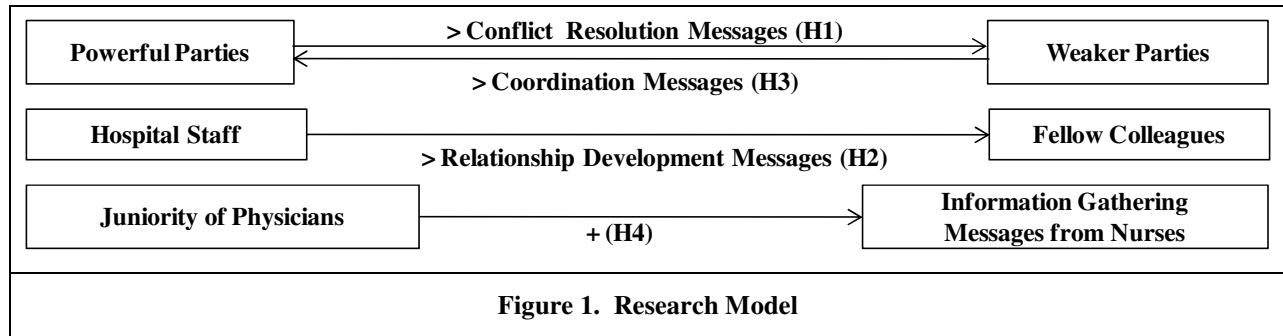 > Conflict Resolution Messages (H1)
Powerful Parties
Weaker Parties
> Coordination Messages (H3)
Hospital Staff
Fellow Colleagues
> Relationship Development Messages (H2)
Juniority of Physicians
Information Gathering
Messages from Nurses
+ (H4)
Figure 1. Research Model